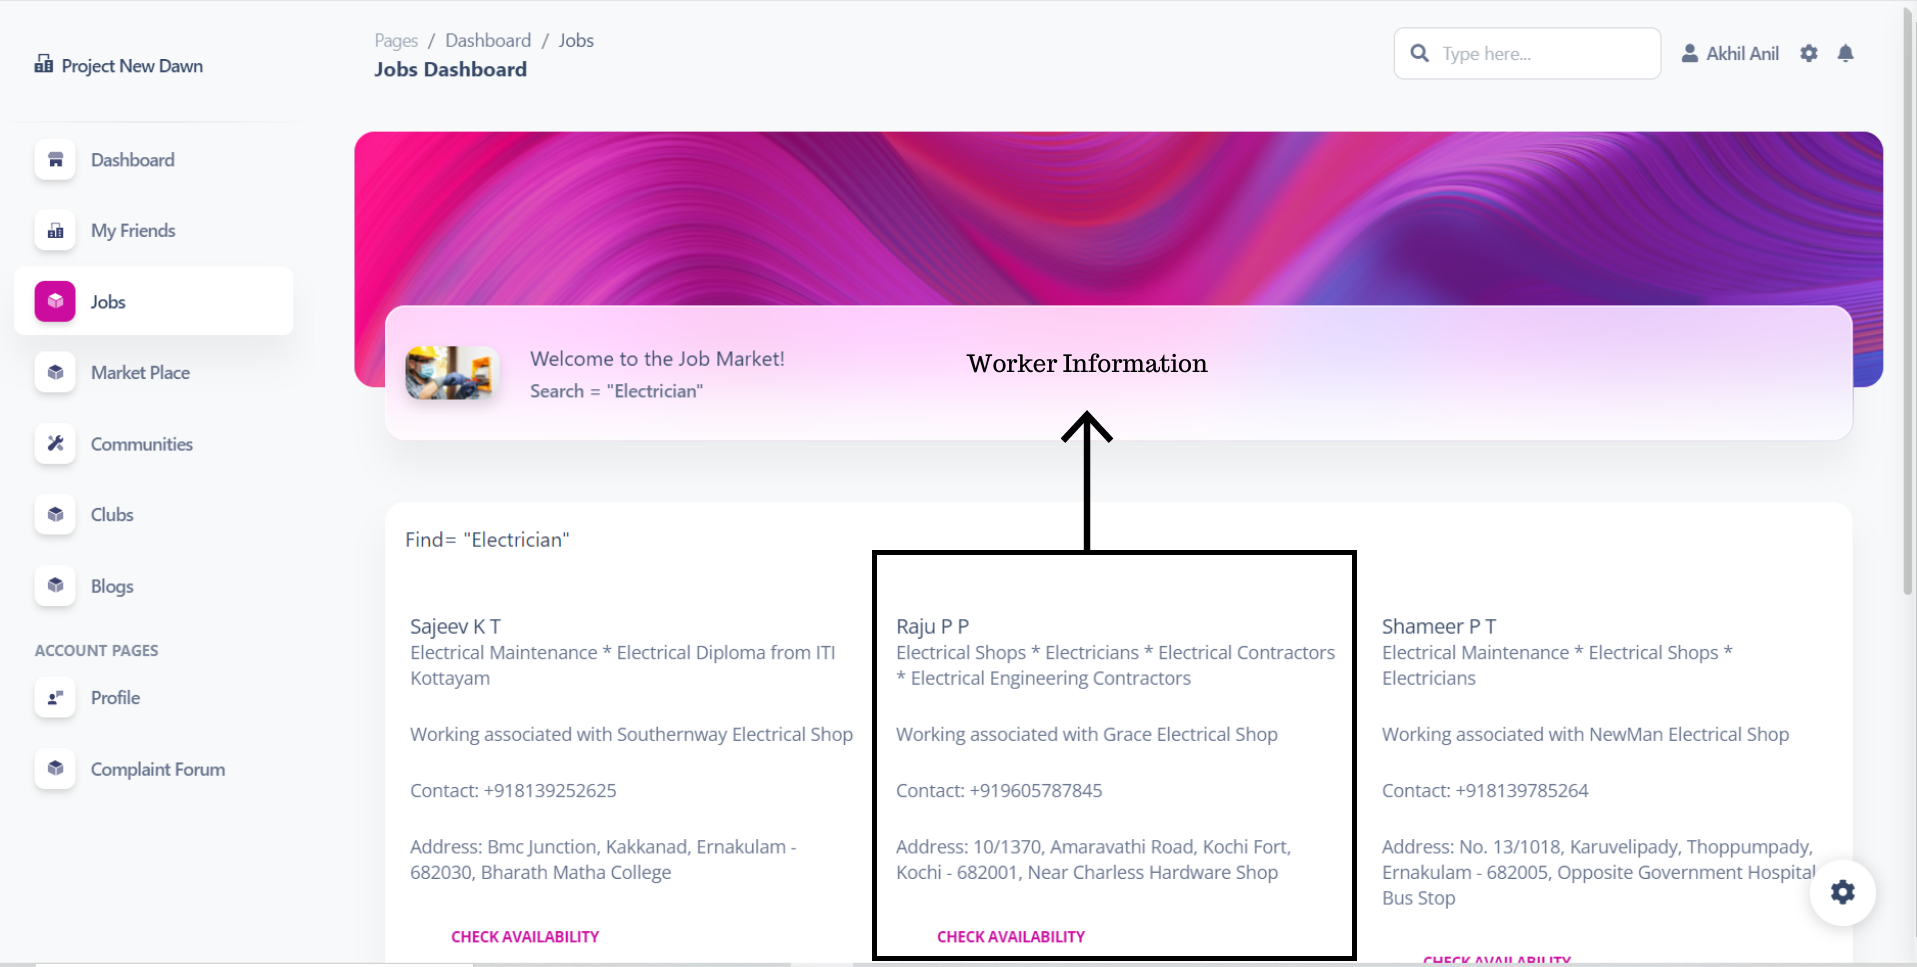 Project New Dawn
Pages / Dashboard / Jobs
Jobs Dashboard
Type here...
Akhil Anil
Dashboard
My Friends
Jobs
Market Place
Communities
Clubs
Blogs
ACCOUNT PAGES
Profile
Complaint Forum
Welcome to the Job Market!
Search = "Electrician"
Worker Information
Find= "Electrician"
Sajeev K T
Electrical Maintenance * Electrical Diploma from ITI
Kottayam
Working associated with Southernway Electrical Shop
Contact: +918139252625
Address: Bmc Junction, Kakkanad, Ernakulam -
682030, Bharath Matha College
CHECK AVAILABILITY
Raju P P
Electrical Shops * Electricians * Electrical Contractors
* Electrical Engineering Contractors
Working associated with Grace Electrical Shop
Contact: +919605787845
Address: 10/1370, Amaravathi Road, Kochi Fort,
Kochi - 682001, Near Charless Hardware Shop
CHECK AVAILABILITY
Shameer P T
Electrical Maintenance * Electrical Shops *
Electricians
Working associated with NewMan Electrical Shop
Contact: +918139785264
Address: No. 13/1018, Karuvelipady, Thoppumpady,
Ernakulam - 682005, Opposite Government Hospital
Bus Stop
CHECK AVAILABILITY